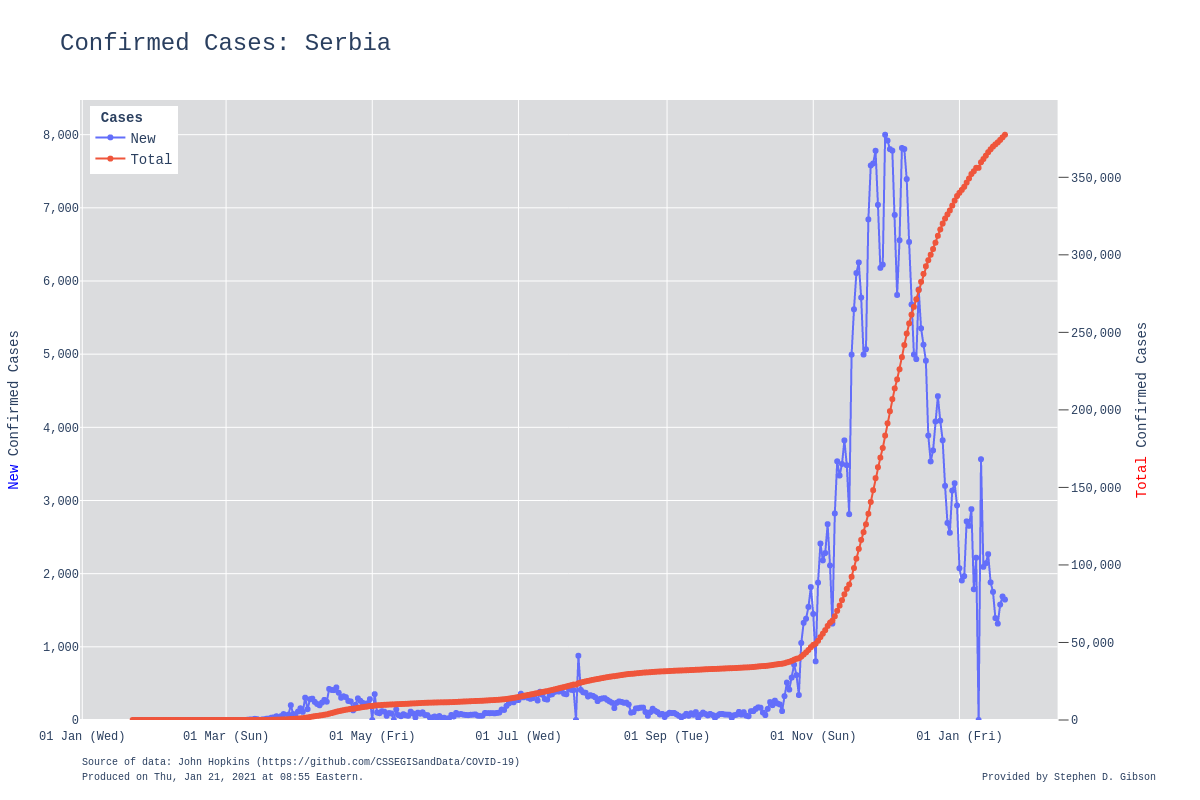 Confirmed Cases: Serbia
Cases
New
Total
8,000
7,000
6,000
5,000
4,000
3,000
2,000
1,000
0
New Confirmed Cases
350,000
300,000
250,000
200,000
150,000
100,000
50,000
0
Total Confirmed Cases
01 Jan (Wed)
01 Mar (Sun)
01 May (Fri)
01 Jul (Wed)
01 Sep (Tue)
01 Nov (Sun)
01 Jan (Fri)
Source of data: John Hopkins (https://github.com/CSSEGISandData/COVID-19)
Produced on Thu, Jan 21, 2021 at 08:55 Eastern.
Provided by Stephen D. Gibson